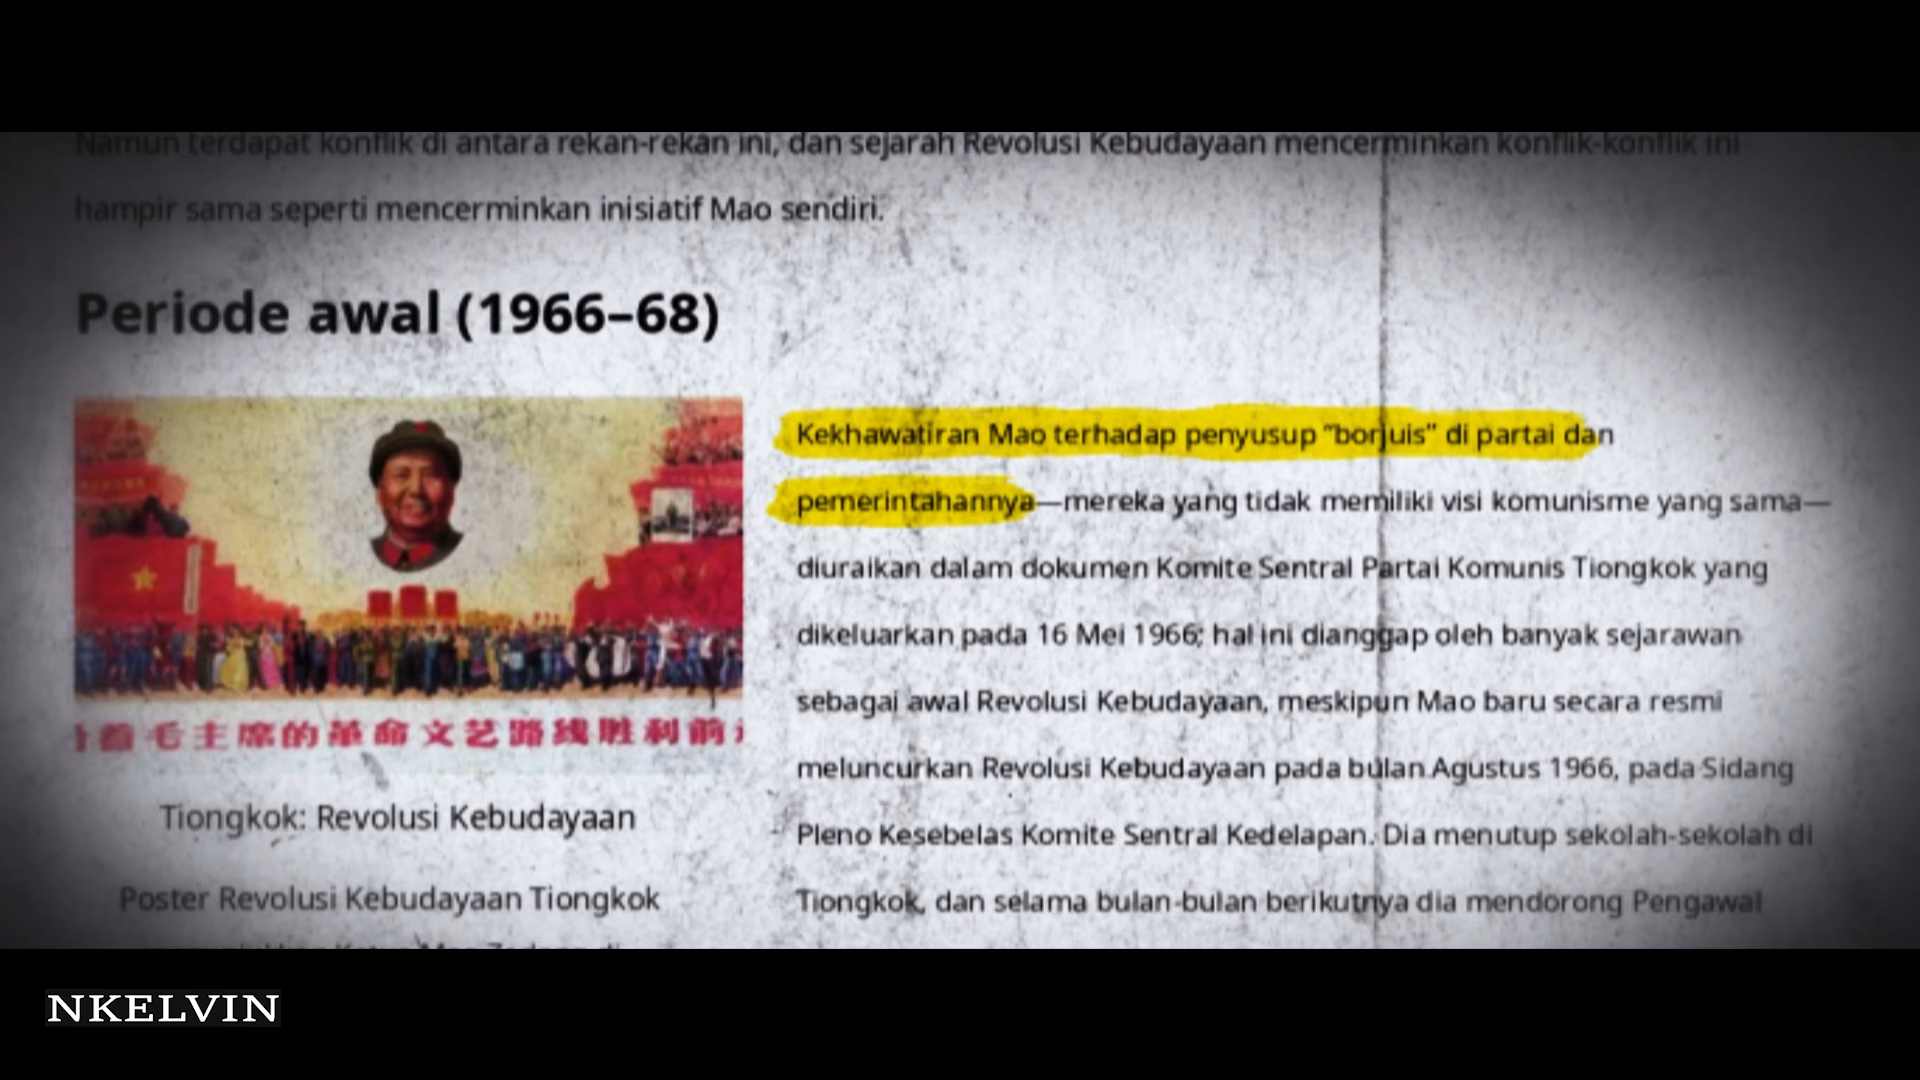 Namun terdapat konflik di antara rekan-rekan ini, dan sejarah Revolusi Kebudayaan mencerminkan konflik-konflik ini
hampir sama seperti mencerminkan inisiatif Mao sendiri.
Periode awal (1966–68)
毛主席的革命文艺路线胜利前
Tiongkok: Revolusi Kebudayaan
Poster Revolusi Kebudayaan Tiongkok
Kekhawatiran Mao terhadap penyusup "borjuis" di partai dan
pemerintahannya—mereka yang tidak memiliki visi komunisme yang sama—
diuraikan dalam dokumen Komite Sentral Partai Komunis Tiongkok yang
dikeluarkan pada 16 Mei 1966; hal ini dianggap oleh banyak sejarawan
sebagai awal Revolusi Kebudayaan, meskipun Mao baru secara resmi
meluncurkan Revolusi Kebudayaan pada bulan Agustus 1966, pada Sidang
Pleno Kesebelas Komite Sentral Kedelapan. Dia menutup sekolah-sekolah di
Tiongkok, dan selama bulan-bulan berikutnya dia mendorong Pengawal
NKELVIN